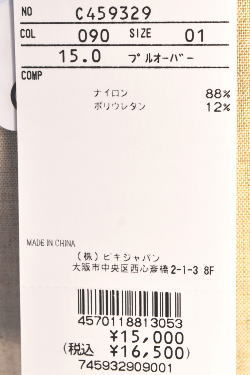 NO C459329
COL 090 SIZE 01
15.0 プルオーバー
COMP
ナイロン 88%
ポリウレタン 12%
MADE IN CHINA
(株)ビキジャパン
大阪市中央区西心斎橋2-1-3 8F
4570118813053
¥15,000
(税込 ¥16,500)
745932909001